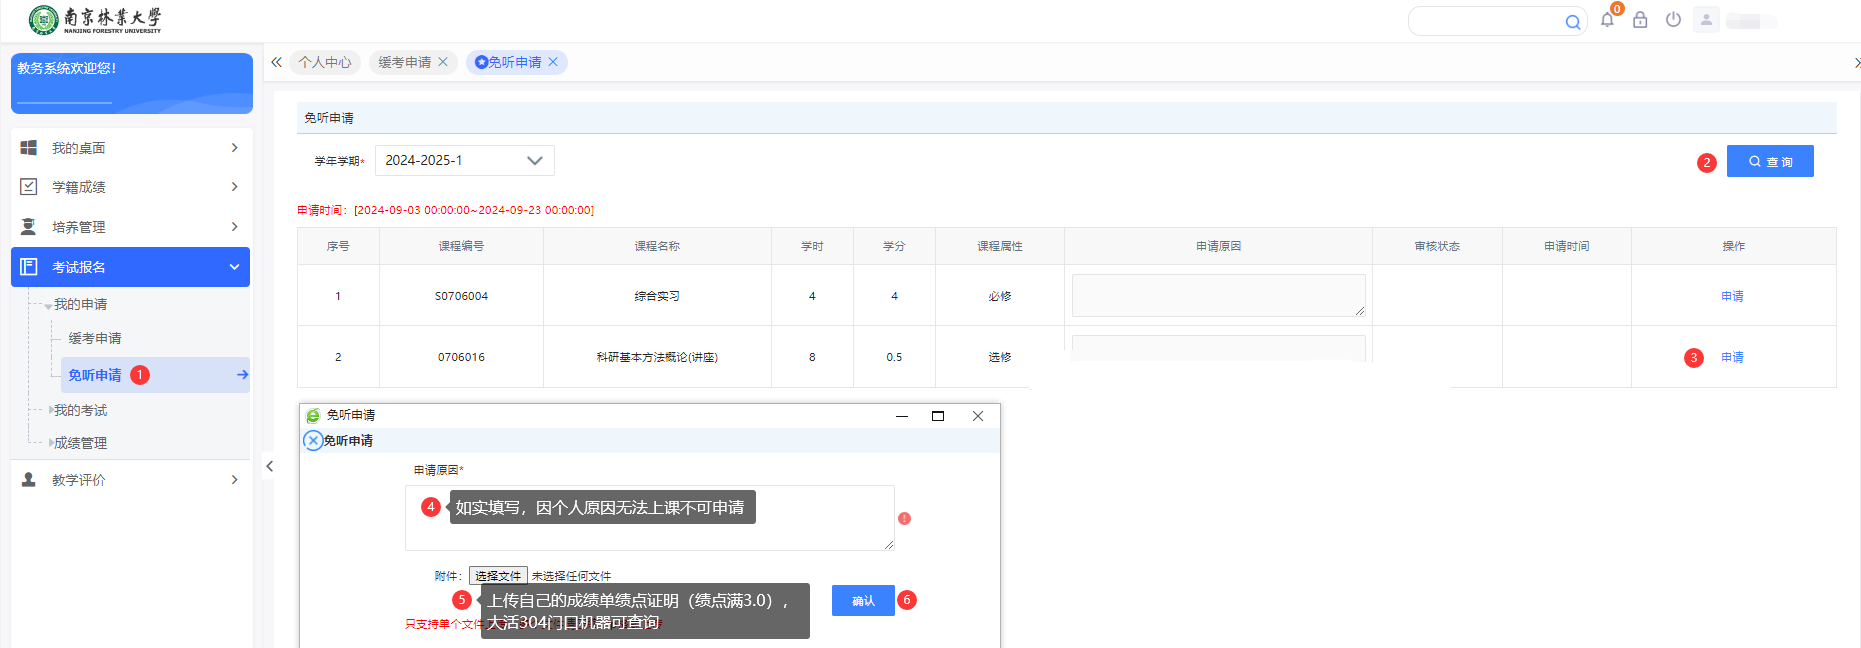 南京林業大學
NANJING FORESTRY UNIVERSITY
0
教务系统欢迎您!
个人中心
缓考申请
免听申请
我的桌面
学籍成绩
培养管理
考试报名
我的申请
缓考申请
免听申请 1
我的考试
成绩管理
教学评价
免听申请
学年学期* 2024-2025-1
2 查 询
申请时间：[2024-09-03 00:00:00~2024-09-23 00:00:00]
序号 课程编号 课程名称 学时 学分 课程属性 申请原因 审核状态 申请时间 操作
1 S0706004 综合实习 4 4 必修 申请
2 0706016 科研基本方法概论(讲座) 8 0.5 选修 3 申请
免听申请
免听申请
申请原因*
4 如实填写，因个人原因无法上课不可申请
附件： 选择文件 未选择任何文件
5 上传自己的成绩单绩点证明（绩点满3.0），
大活304门口机器可查询
确认 6
只支持单个文件